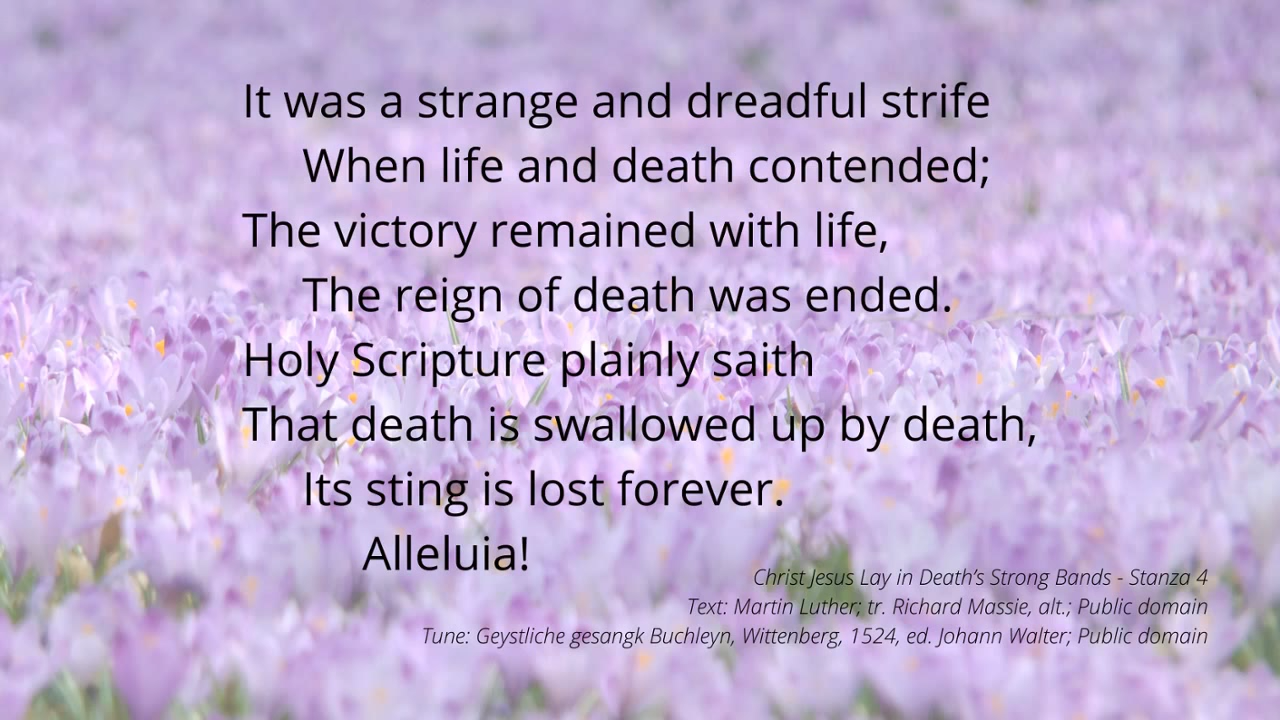 It was a strange and dreadful strife
When life and death contended;
The victory remained with life,
The reign of death was ended.
Holy Scripture plainly saith
That death is swallowed up by death,
Its sting is lost forever.
Alleluia!
Christ Jesus Lay in Death's Strong Bands - Stanza 4
Text: Martin Luther; tr. Richard Massie, alt.; Public domain
Tune: Geystliche gesangk Buchleyn, Wittenberg, 1524, ed. Johann Walter; Public domain